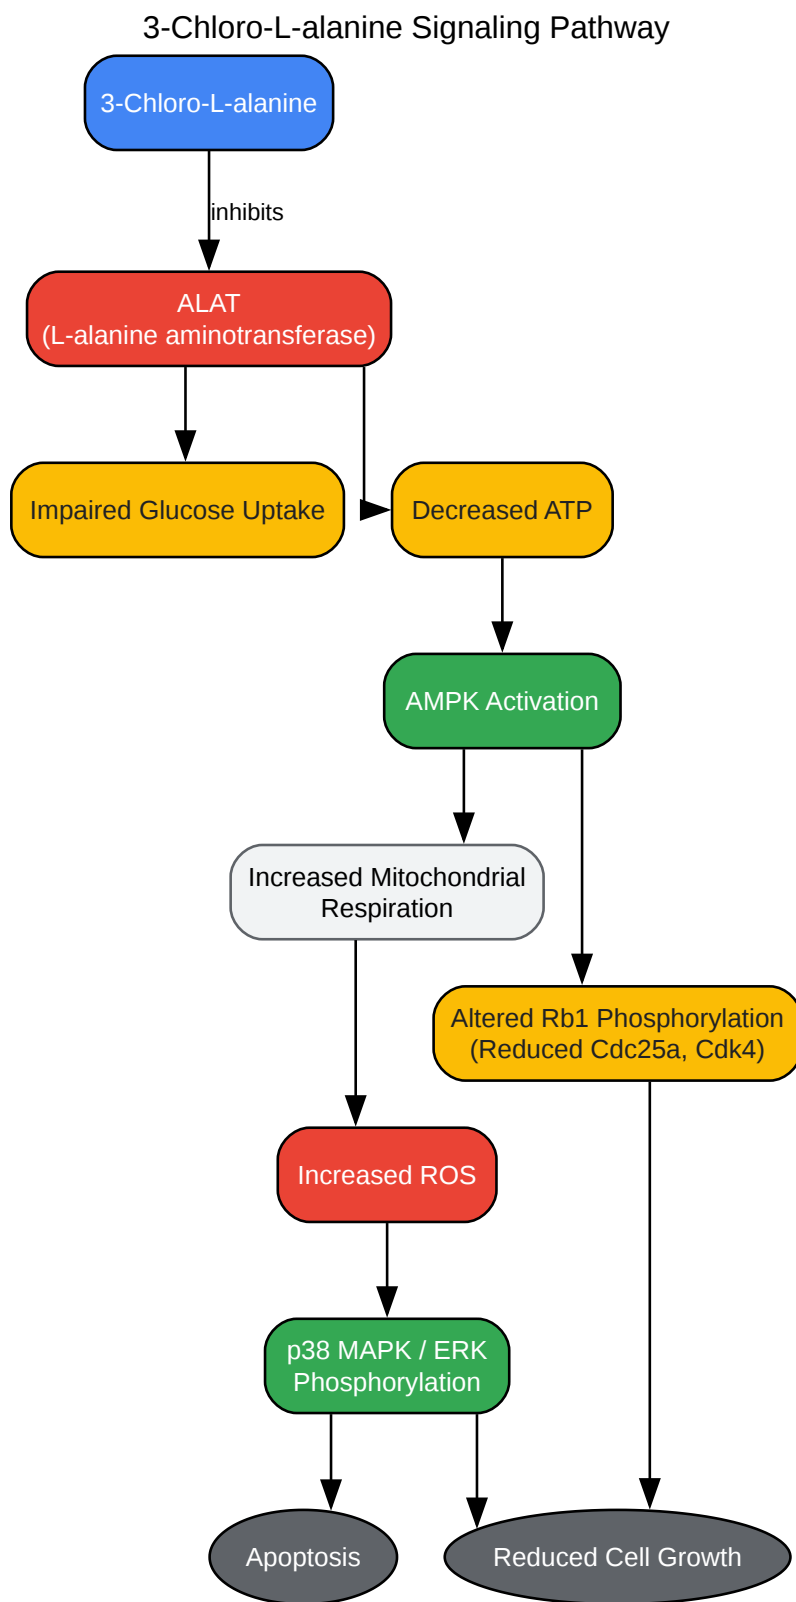 3-Chloro-L-alanine Signaling Pathway
3-Chloro-L-alanine
inhibits
ALAT
(L-alanine aminotransferase)
Impaired Glucose Uptake
Decreased ATP
AMPK Activation
Increased Mitochondrial
Respiration
Altered Rb1 Phosphorylation
(Reduced Cdc25a, Cdk4)
Increased ROS
p38 MAPK / ERK
Phosphorylation
Apoptosis
Reduced Cell Growth